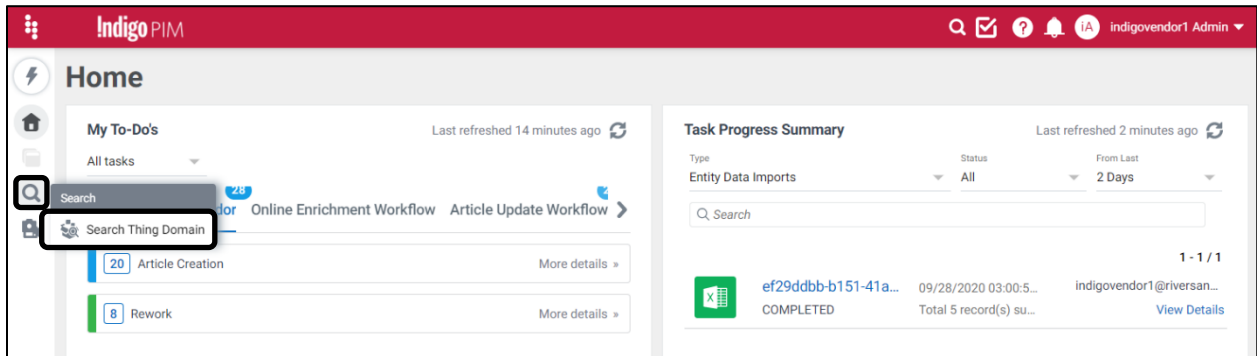 !ndigo PIM
iA indigovendor1 Admin
Home
My To-Do's Last refreshed 14 minutes ago
All tasks
28
Search
dor Online Enrichment Workflow Article Update Workflow
Search Thing Domain
20 Article Creation More details »
8 Rework More details »
Task Progress Summary Last refreshed 2 minutes ago
Type Status From Last
Entity Data Imports All 2 Days
Search
1 - 1 / 1
ef29ddbb-b151-41a... 09/28/2020 03:00:5... indigovendor1@riversan...
COMPLETED Total 5 record(s) su... View Details